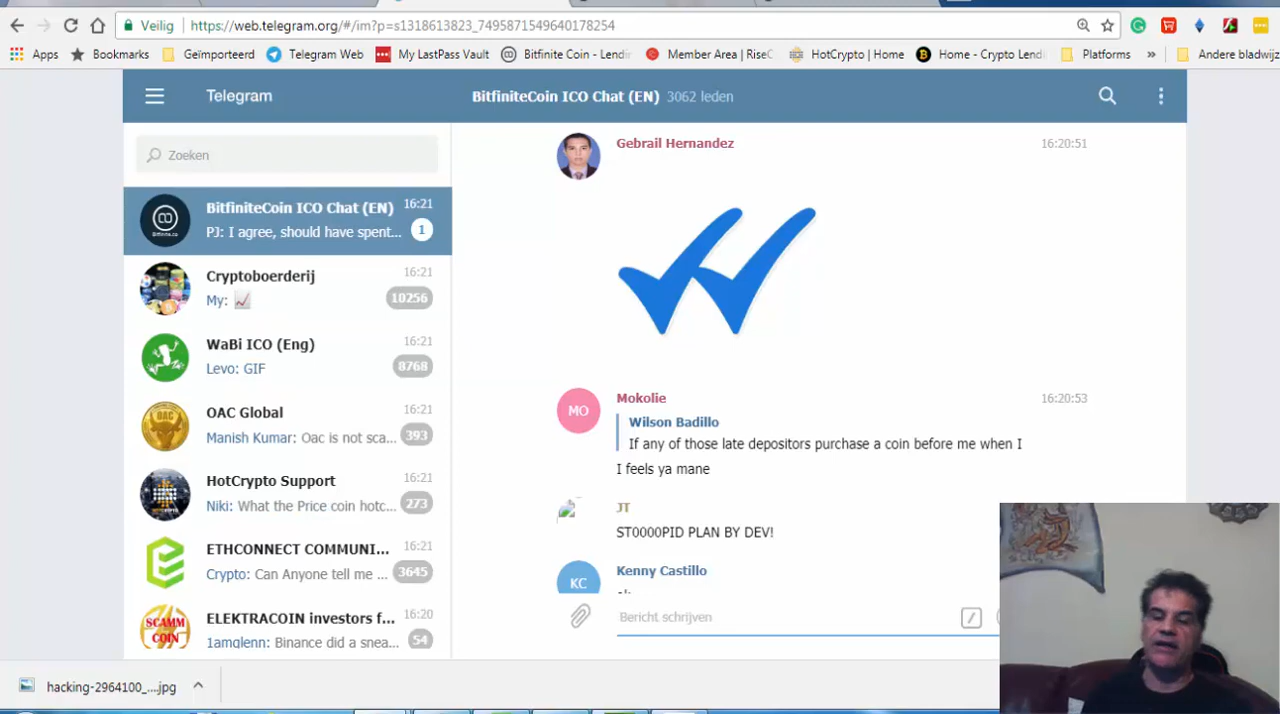 Veilig
https://web.telegram.org/#/im?p=s1318613823_7495871549640178254
Apps
Bookmarks
Geïmporteerd
Telegram Web
My LastPass Vault
Bitfinite Coin - Lendin
Member Area | RiseC
HotCrypto | Home
Home - Crypto Lendi
Platforms
»
Andere bladwijz
Telegram
BitfiniteCoin ICO Chat (EN) 3062 leden
Zoeken
BitfiniteCoin ICO Chat (EN) 16:21
PJ: I agree, should have spent... 1
Cryptoboerderij 16:21
My: 10256
WaBi ICO (Eng) 16:21
Levo: GIF 8768
OAC Global 16:21
Manish Kumar: Oac is not sca... 393
HotCrypto Support 16:21
Niki: What the Price coin hotc... 273
ETHCONNECT COMMUNI... 16:21
Crypto: Can Anyone tell me ... 3645
SCAMM
COIN
ELEKTRACOIN investors f... 16:20
1amglenn: Binance did a snea... 54
Gebrail Hernandez 16:20:51
MO
Mokolie 16:20:53
Wilson Badillo
If any of those late depositors purchase a coin before me when I
I feels ya mane
JT
ST0000PID PLAN BY DEV!
KC
Kenny Castillo
Bericht schrijven
hacking-2964100_....jpg